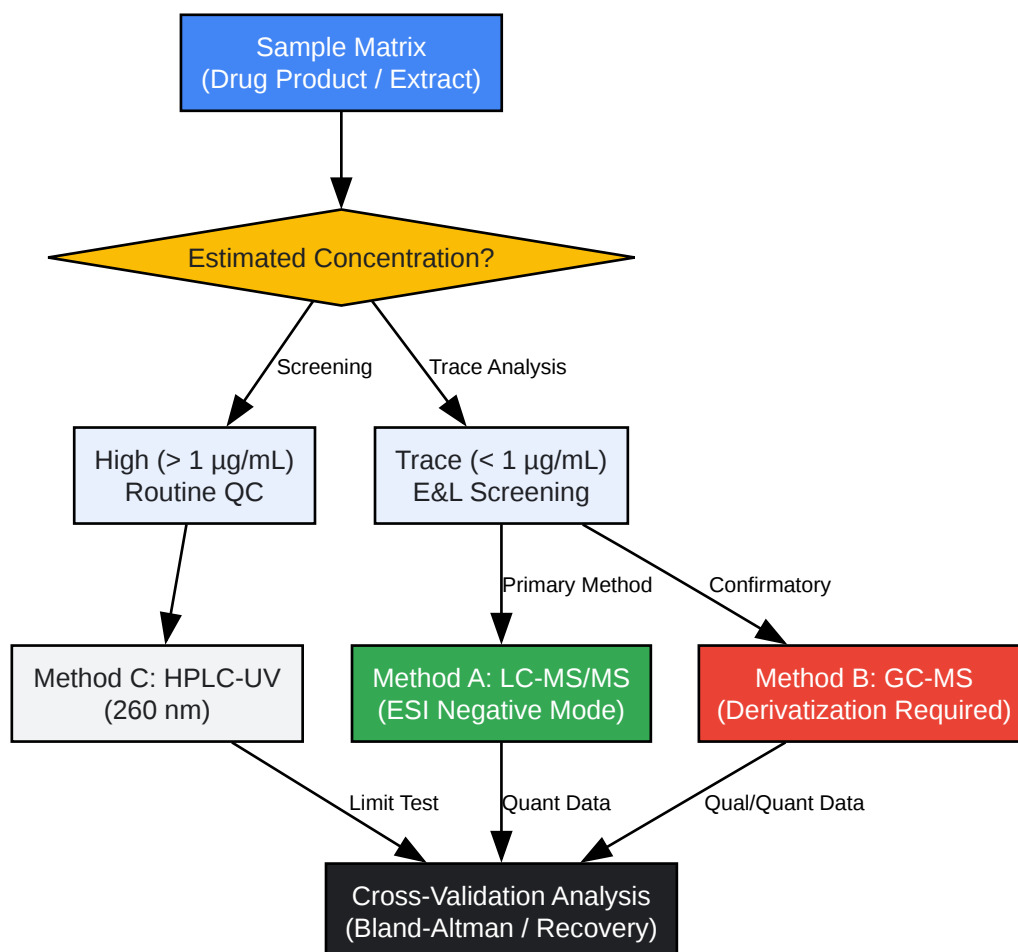 Sample Matrix
(Drug Product / Extract)
Estimated Concentration?
Screening
Trace Analysis
High (> 1 µg/mL)
Routine QC
Trace (< 1 µg/mL)
E&L Screening
Primary Method
Confirmatory
Method C: HPLC-UV
(260 nm)
Method A: LC-MS/MS
(ESI Negative Mode)
Method B: GC-MS
(Derivatization Required)
Limit Test
Quant Data
Qual/Quant Data
Cross-Validation Analysis
(Bland-Altman / Recovery)